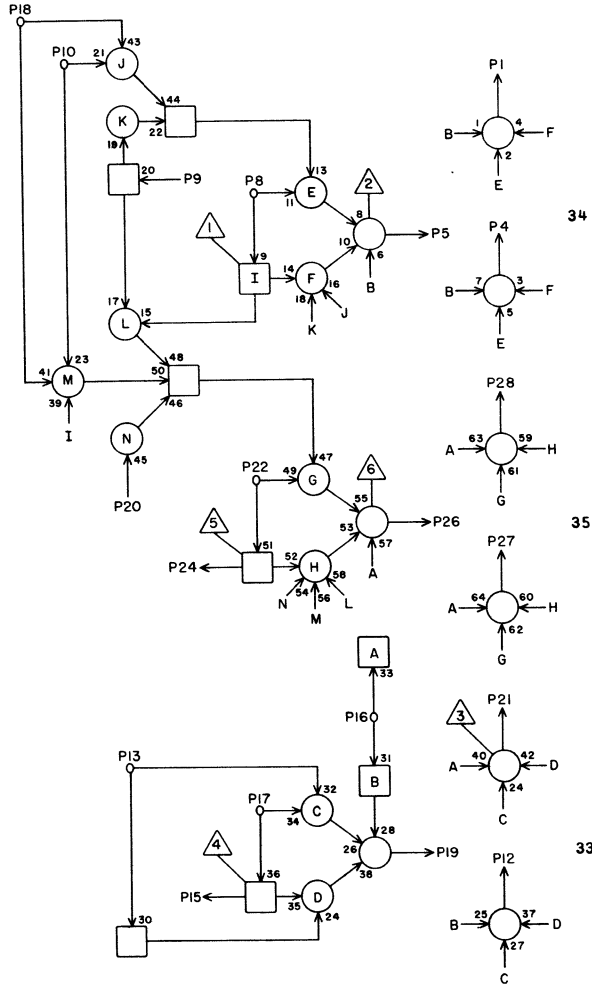 P18
43
P10
21
J
44
K
22
19
20
P9
P8
13
E
11
2
1
8
10
6
P5
B
9
I
14
F
16
18
J
K
17
15
L
48
23
41
M
50
39
46
I
N
45
P20
47
P22
49
G
6
55
53
57
P26
A
5
51
P24
52
H
58
54
56
N
M
L
A
33
P16
31
B
P13
32
P17
C
34
28
26
38
P19
4
36
P15
35
D
24
30
P1
B
1
4
F
2
E
34
P4
B
7
3
F
5
E
P28
A
63
59
H
61
G
35
P27
A
64
60
H
62
G
3
P21
A
40
42
D
24
C
33
P12
B
25
37
D
27
C